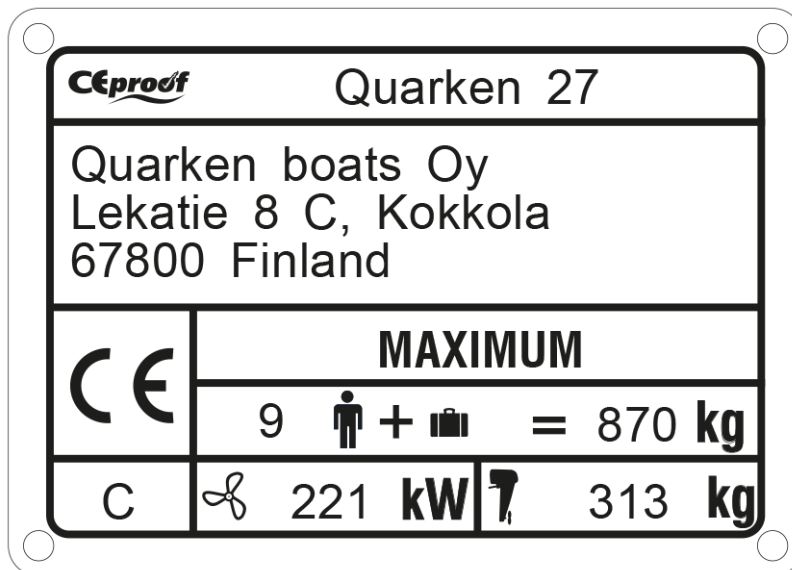 CEproof
Quarken 27
Quarken boats Oy
Lekatie 8 C, Kokkola
67800 Finland
CE
MAXIMUM
9 + = 870 kg
C
221 kW
313 kg